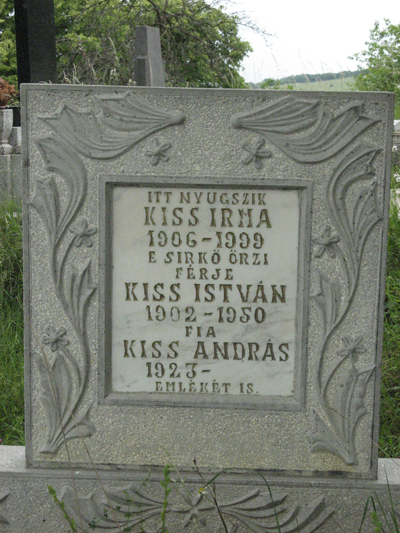 ITT NYUGSZIK
KISS IRMA
1906-1999
E SIRKŐ ŐRZI
FÉRJE
KISS ISTVÁN
1902-1950
FIA
KISS ANDRÁS
1923-
EMLÉKÉT IS.